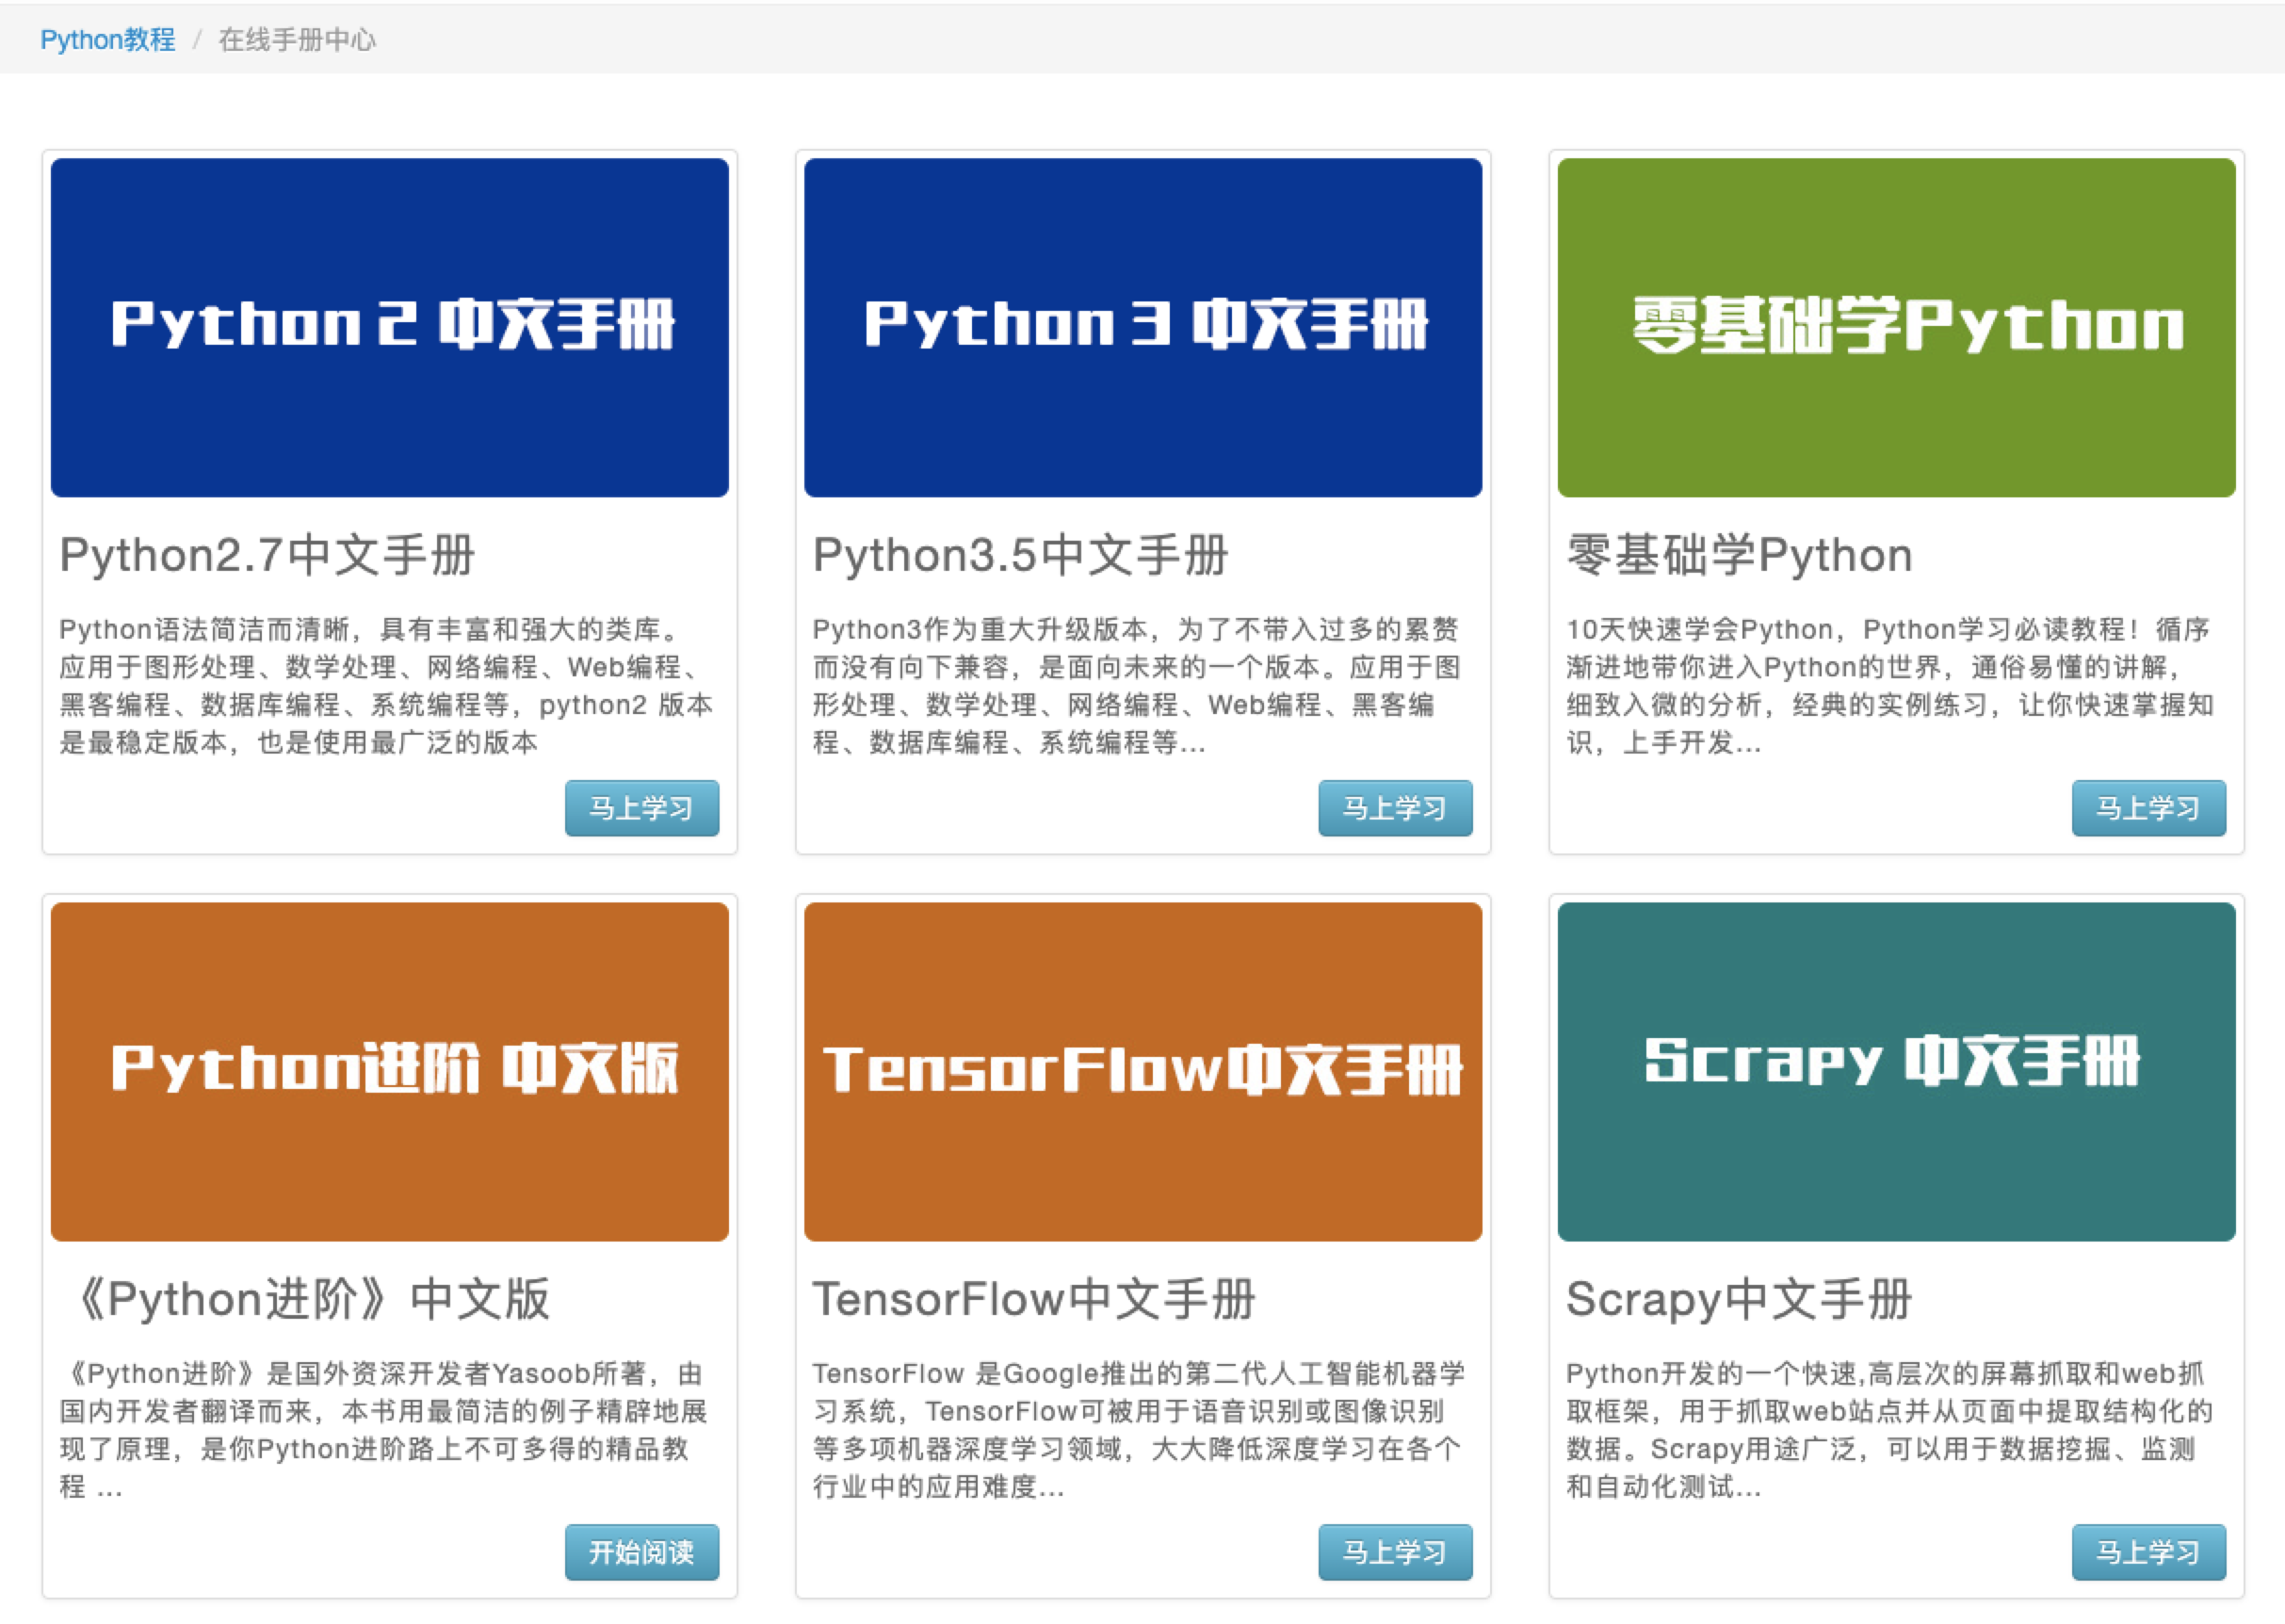 Python教程 / 在线手册中心
Python 2 中文手册
Python2.7中文手册
Python语法简洁而清晰，具有丰富和强大的类库。
应用于图形处理、数学处理、网络编程、Web编程、
黑客编程、数据库编程、系统编程等，python2 版本
是最稳定版本，也是使用最广泛的版本
马上学习
Python 3 中文手册
Python3.5中文手册
Python3作为重大升级版本，为了不带入过多的累赘
而没有向下兼容，是面向未来的一个版本。应用于图
形处理、数学处理、网络编程、Web编程、黑客编
程、数据库编程、系统编程等...
马上学习
零基础学Python
零基础学Python
10天快速学会Python，Python学习必读教程！循序
渐进地带你进入Python的世界，通俗易懂的讲解，
细致入微的分析，经典的实例练习，让你快速掌握知
识，上手开发...
马上学习
Python进阶 中文版
《Python进阶》中文版
《Python进阶》是国外资深开发者Yasoob所著，由
国内开发者翻译而来，本书用最简洁的例子精辟地展
现了原理，是你Python进阶路上不可多得的精品教
程 ...
开始阅读
TensorFlow中文手册
TensorFlow中文手册
TensorFlow 是Google推出的第二代人工智能机器学
习系统，TensorFlow可被用于语音识别或图像识别
等多项机器深度学习领域，大大降低深度学习在各个
行业中的应用难度...
马上学习
Scrapy 中文手册
Scrapy中文手册
Python开发的一个快速,高层次的屏幕抓取和web抓
取框架，用于抓取web站点并从页面中提取结构化的
数据。Scrapy用途广泛，可以用于数据挖掘、监测
和自动化测试...
马上学习